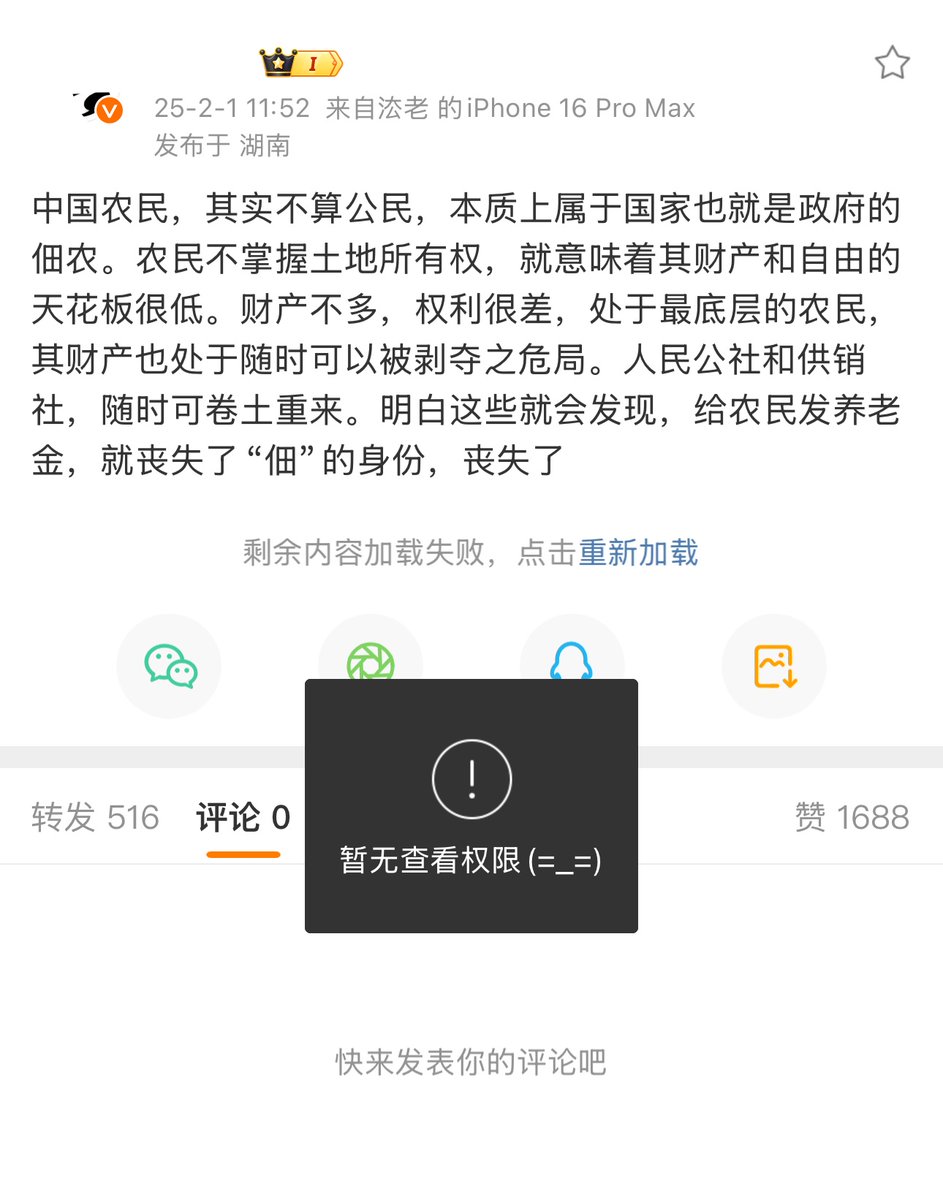 I
25-2-1 11:52 来自浤老 的iPhone 16 Pro Max
发布于 湖南
中国农民，其实不算公民，本质上属于国家也就是政府的
佃农。农民不掌握土地所有权，就意味着其财产和自由的
天花板很低。财产不多，权利很差，处于最底层的农民，
其财产也处于随时可以被剥夺之危局。人民公社和供销
社，随时可卷土重来。明白这些就会发现，给农民发养老
金，就丧失了“佃”的身份，丧失了
剩余内容加载失败，点击重新加载
转发 516 评论 0 赞 1688
暂无查看权限(=_=)
快来发表你的评论吧